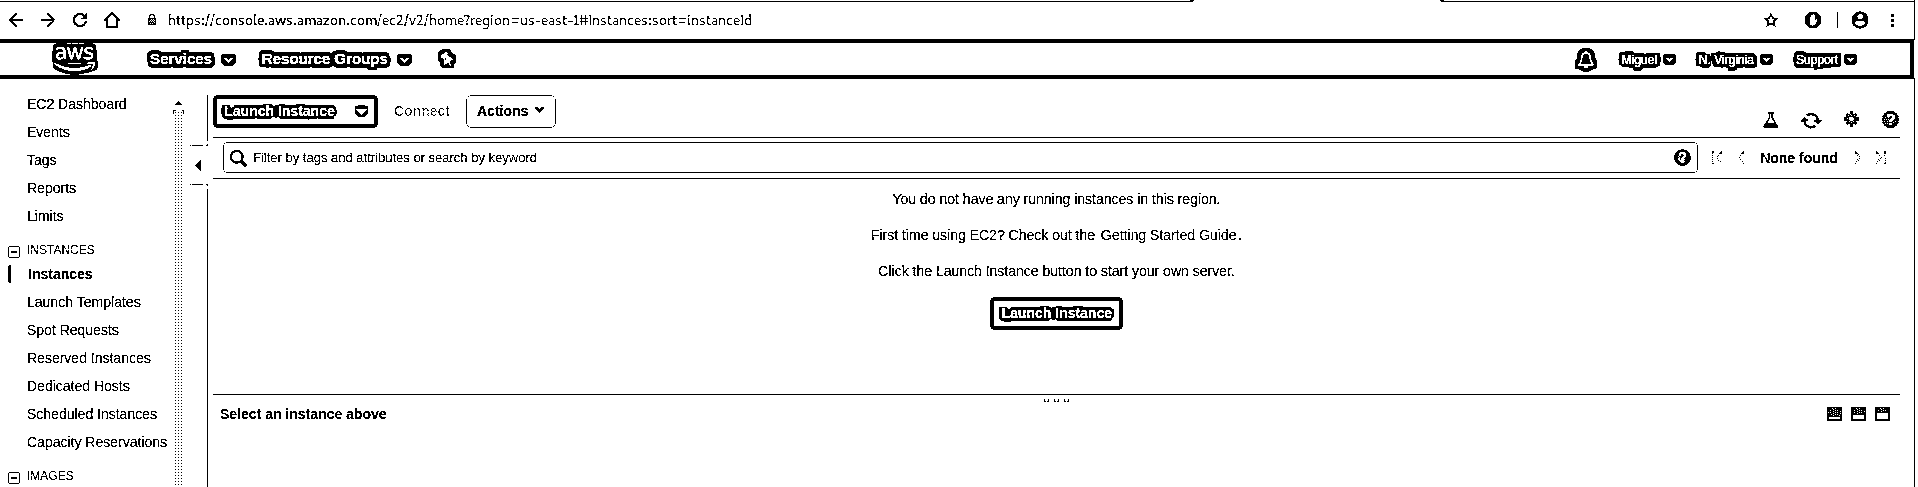 https://console.aws.amazon.com/ec2/v2/home?region=us-east-1#Instances:sort=instanceId
aws Services Resource Groups Miguel N. Virginia Support
EC2 Dashboard
Events
Tags
Reports
Limits
INSTANCES
Instances
Launch Templates
Spot Requests
Reserved Instances
Dedicated Hosts
Scheduled Instances
Capacity Reservations
IMAGES
Launch Instance Connect Actions
Filter by tags and attributes or search by keyword None found
You do not have any running instances in this region.
First time using EC2? Check out the Getting Started Guide.
Click the Launch Instance button to start your own server.
Launch Instance
Select an instance above